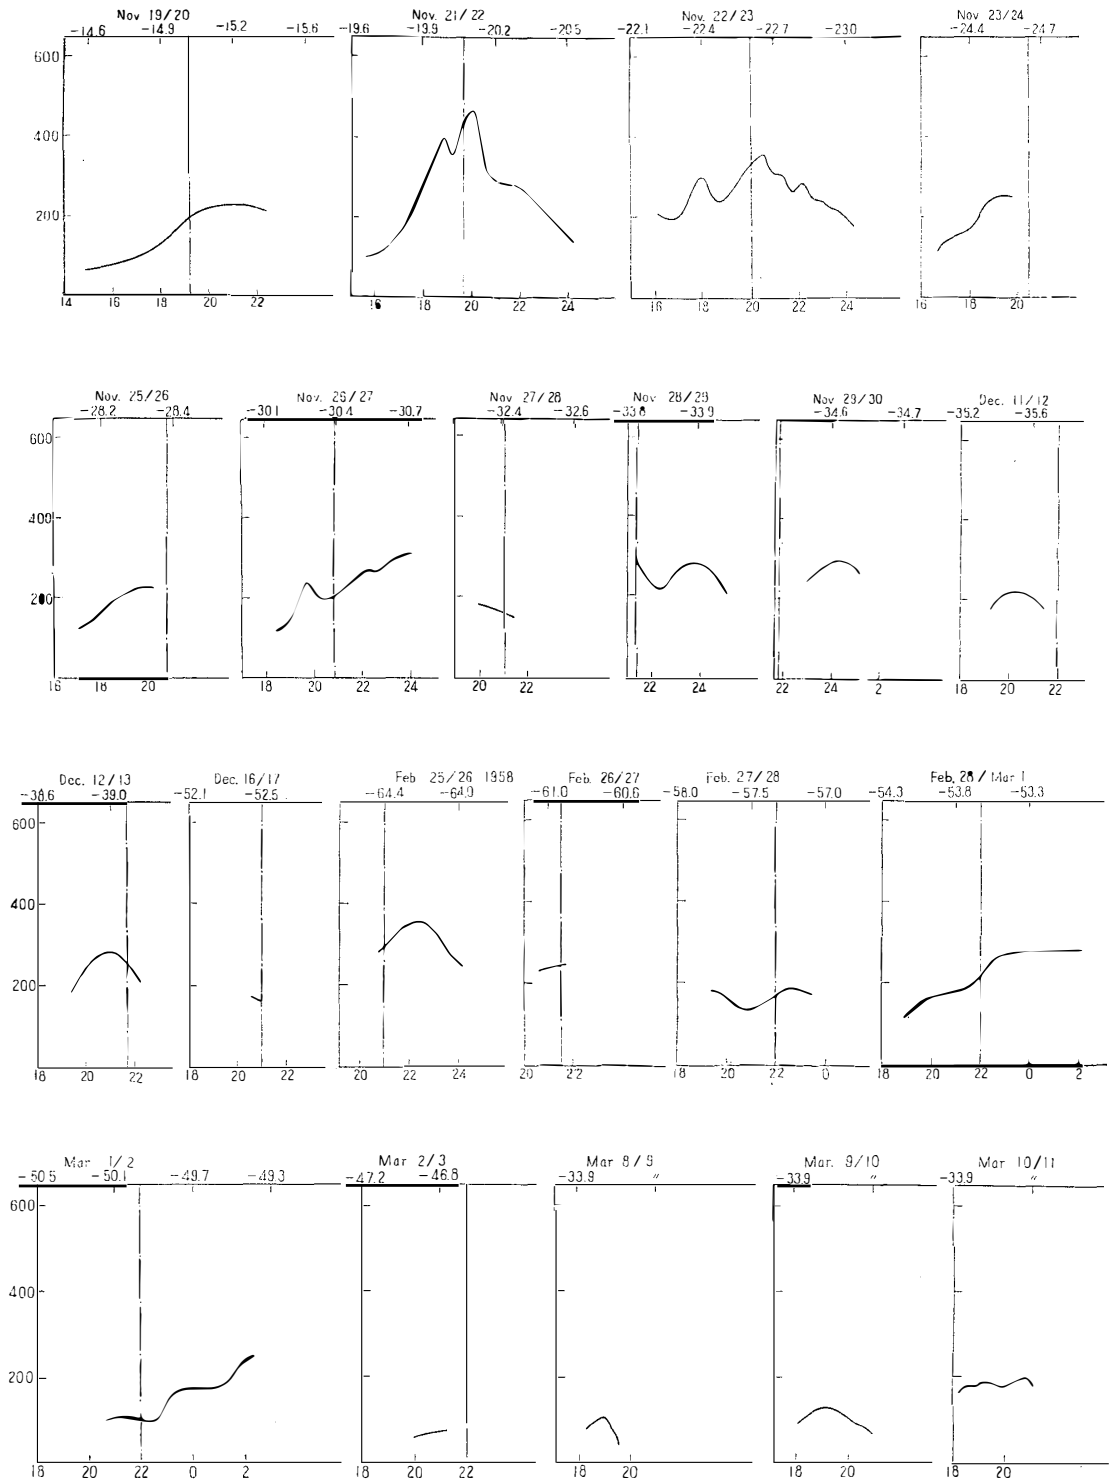 Nov 19/20 Nov. 21/22 Nov. 22/23 Nov 23/24
-14.6 -14.9 -15.2 -15.6 -19.6 -19.9 -20.2 -20.5 -22.1 -22.4 -22.7 -23.0 -24.4 -24.7
600
400
200
14 16 18 20 22 16 18 20 22 24 16 18 20 22 24 16 18 20
Nov. 25/26 Nov. 26/27 Nov 27/28 Nov 28/29 Nov 29/30 Dec. 11/12
-28.2 -28.4 -30.1 -30.4 -30.7 -32.4 -32.6 -33.8 -33.9 -34.6 -34.7 -35.2 -35.6
600
400
200
16 18 20 18 20 22 24 20 22 22 24 22 24 2 18 20 22
Dec. 12/13 Dec. 16/17 Feb 25/26 1958 Feb. 26/27 Feb. 27/28 Feb. 28 / Mar 1
-38.6 -39.0 -52.1 -52.5 -64.4 -64.9 -61.0 -60.6 -58.0 -57.5 -57.0 -54.3 -53.8 -53.3
600
400
200
18 20 22 18 20 22 20 22 24 20 22 18 20 22 0 18 20 22 0 2
Mar 1/2 Mar 2/3 Mar 8/9 Mar. 9/10 Mar 10/11
-50.5 -50.1 -49.7 -49.3 -47.2 -46.8 -33.9 " -33.9 " -33.9 "
600
400
200
18 20 22 0 2 18 20 22 18 20 18 20 18 20